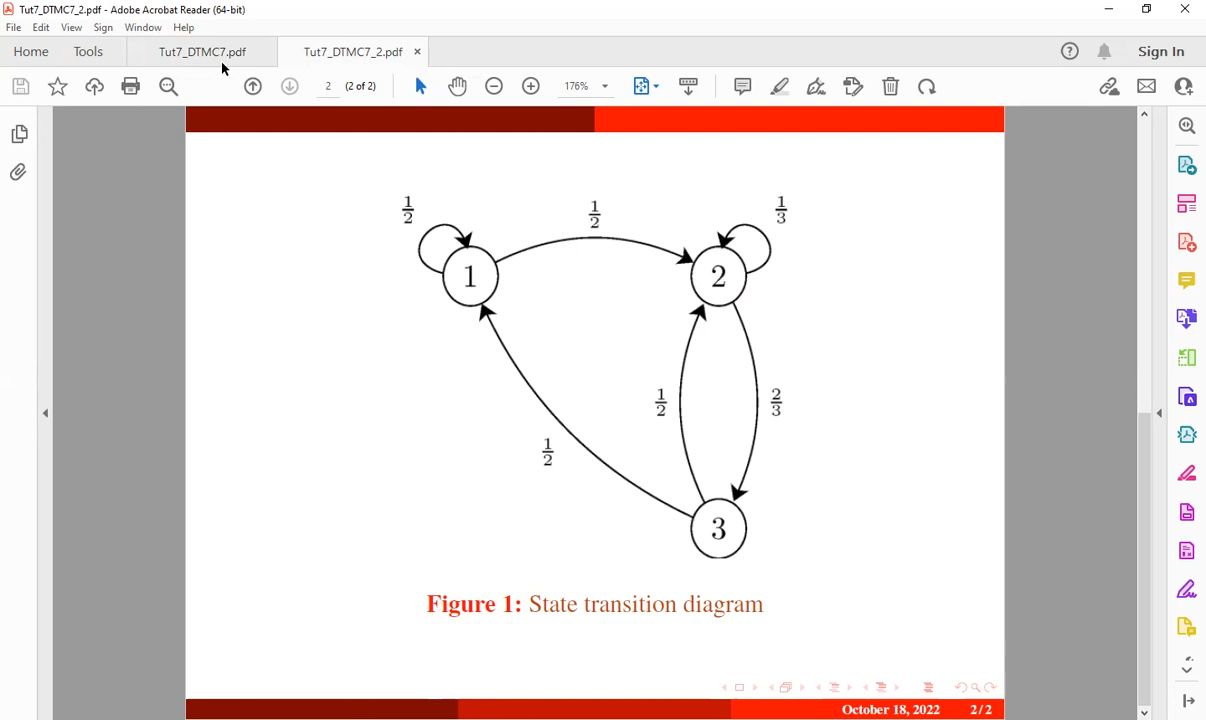 Tut7_DTMC7_2.pdf - Adobe Acrobat Reader (64-bit)
File Edit View Sign Window Help
Home Tools Tut7_DTMC7.pdf Tut7_DTMC7_2.pdf × Sign In
2 (2 of 2) 176%
1/2 1/2 1/3
1 2
1/2 2/3
1/2
3
Figure 1: State transition diagram
October 18, 2022 2/2